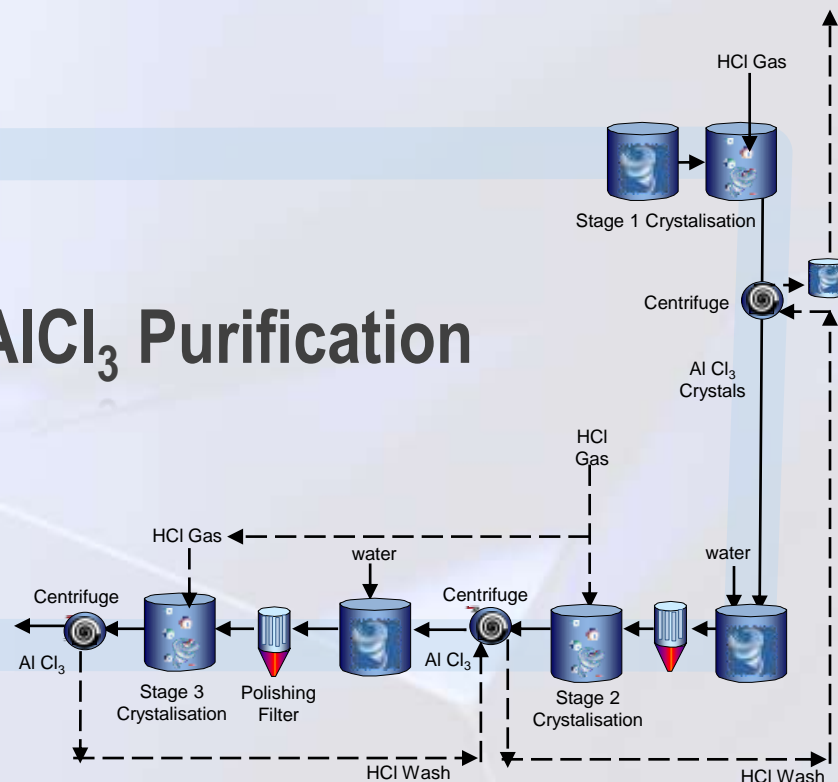 HCl Gas
Stage 1 Crystalisation
Centrifuge
AlCl₃ Purification
Al Cl₃
Crystals
HCl
Gas
HCl Gas
water
water
Centrifuge
Centrifuge
Al Cl₃
Al Cl₃
Stage 3
Crystalisation
Polishing
Filter
Stage 2
Crystalisation
HCl Wash
HCl Wash